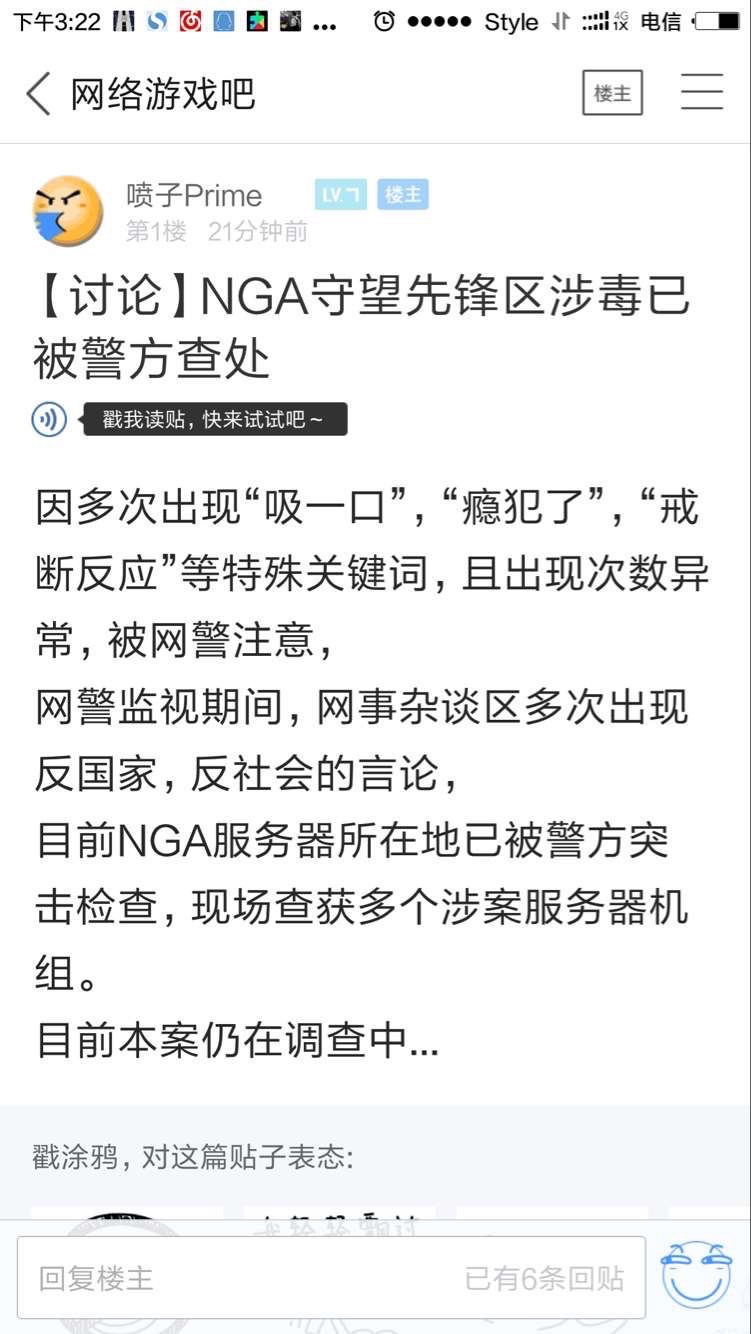 下午3:22 ... Style 4G 1X 电信
网络游戏吧 楼主
喷子Prime LV.7 楼主
第1楼 21分钟前
【讨论】NGA守望先锋区涉毒已
被警方查处
戳我读贴，快来试试吧～
因多次出现“吸一口”，“瘾犯了”，“戒
断反应”等特殊关键词，且出现次数异
常，被网警注意，
网警监视期间，网事杂谈区多次出现
反国家，反社会的言论，
目前NGA服务器所在地已被警方突
击检查，现场查获多个涉案服务器机
组。
目前本案仍在调查中...
戳涂鸦，对这篇贴子表态:
回复楼主 已有6条回贴